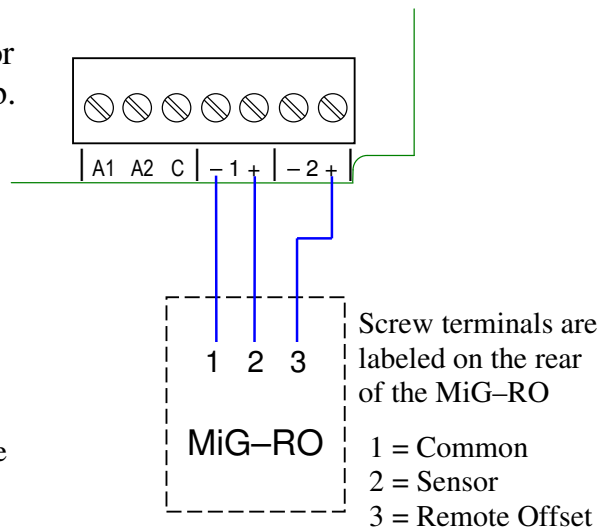 or
o.
A1 A2 C – 1 + – 2 +
1 2 3
MiG–RO
Screw terminals are
labeled on the rear
of the MiG–RO
1 = Common
2 = Sensor
3 = Remote Offset
e